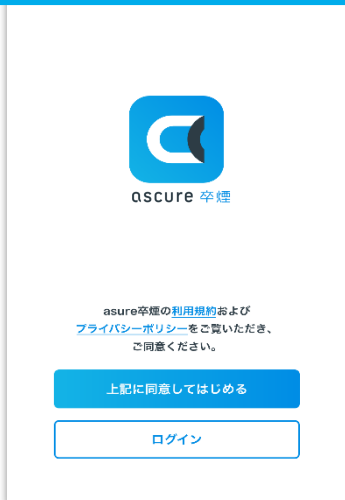 ascure 卒煙
asure卒煙の利用規約および
プライバシーポリシーをご覧いただき、
ご同意ください。
上記に同意してはじめる
ログイン